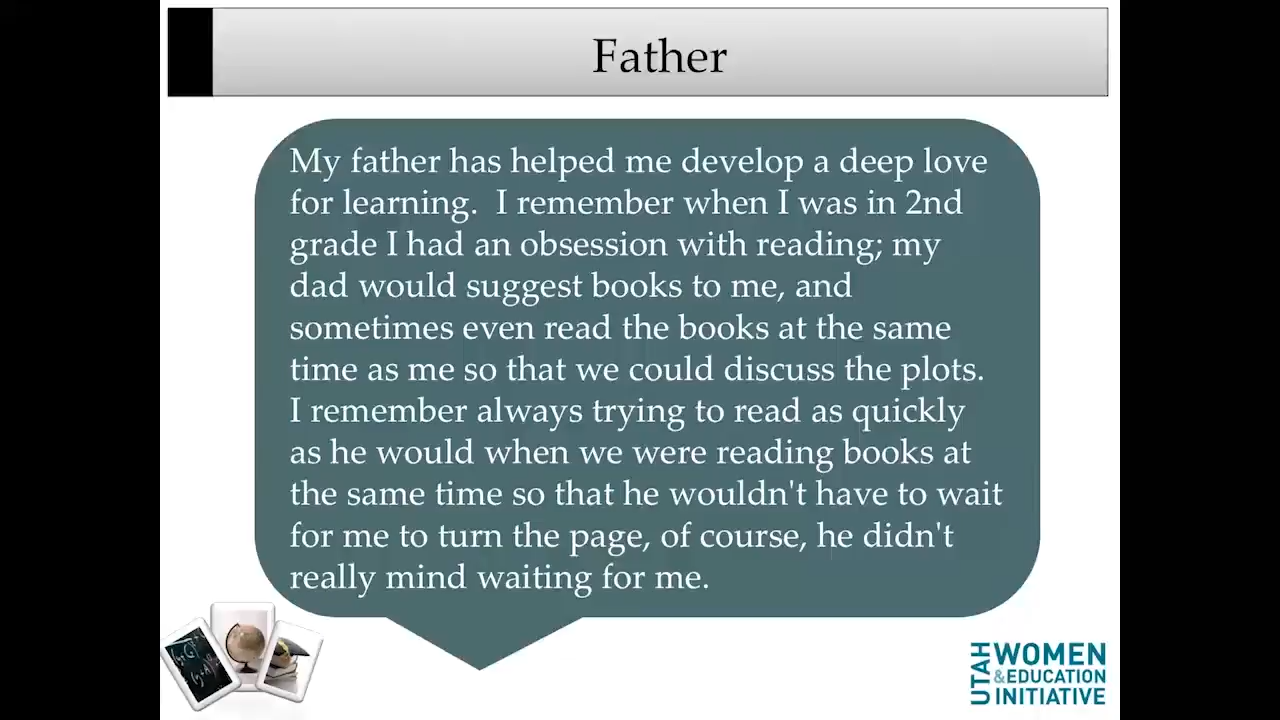 Father
My father has helped me develop a deep love
for learning.  I remember when I was in 2nd
grade I had an obsession with reading; my
dad would suggest books to me, and
sometimes even read the books at the same
time as me so that we could discuss the plots.
I remember always trying to read as quickly
as he would when we were reading books at
the same time so that he wouldn't have to wait
for me to turn the page, of course, he didn't
really mind waiting for me.
UTAH
WOMEN
&EDUCATION
INITIATIVE